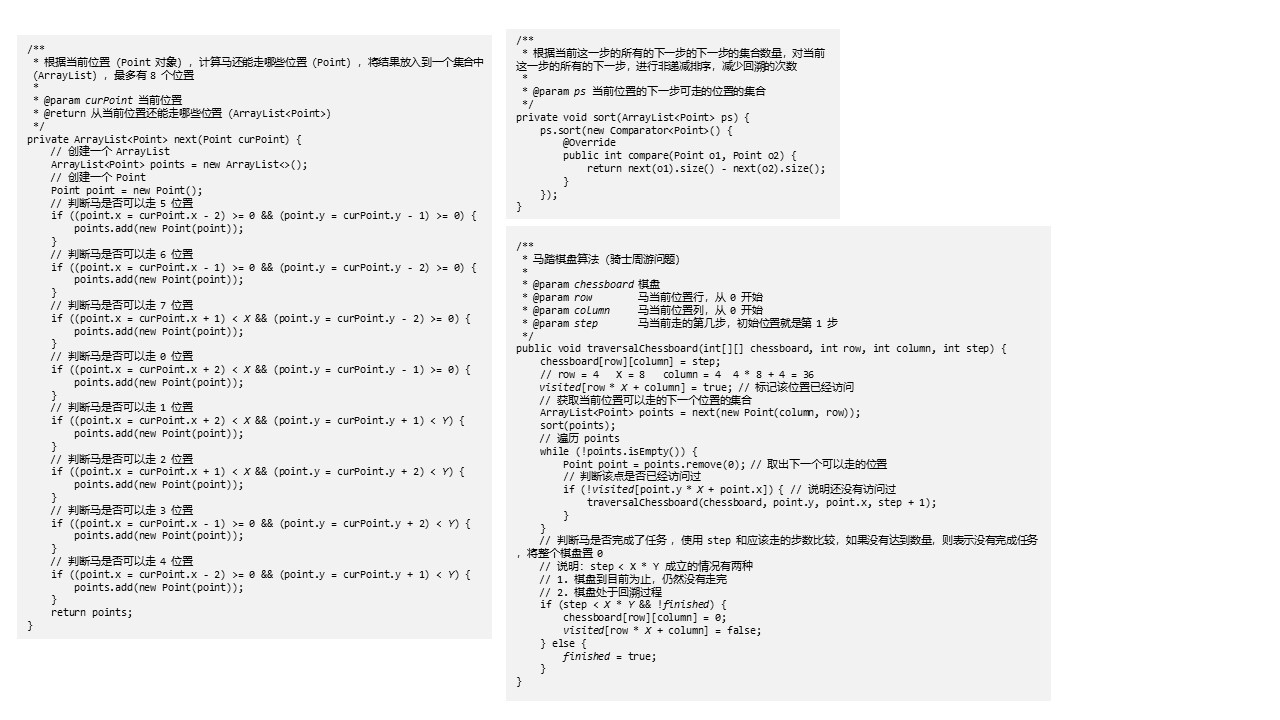 /**
 * 根据当前位置（Point 对象），计算马还能走哪些位置（Point），将结果放入到一个集合中
（ArrayList），最多有 8 个位置
 *
 * @param curPoint 当前位置
 * @return 从当前位置还能走哪些位置（ArrayList<Point>）
 */
private ArrayList<Point> next(Point curPoint) {
    // 创建一个 ArrayList
    ArrayList<Point> points = new ArrayList<>();
    // 创建一个 Point
    Point point = new Point();
    // 判断马是否可以走 5 位置
    if ((point.x = curPoint.x - 2) >= 0 && (point.y = curPoint.y - 1) >= 0) {
        points.add(new Point(point));
    }
    // 判断马是否可以走 6 位置
    if ((point.x = curPoint.x - 1) >= 0 && (point.y = curPoint.y - 2) >= 0) {
        points.add(new Point(point));
    }
    // 判断马是否可以走 7 位置
    if ((point.x = curPoint.x + 1) < X && (point.y = curPoint.y - 2) >= 0) {
        points.add(new Point(point));
    }
    // 判断马是否可以走 0 位置
    if ((point.x = curPoint.x + 2) < X && (point.y = curPoint.y - 1) >= 0) {
        points.add(new Point(point));
    }
    // 判断马是否可以走 1 位置
    if ((point.x = curPoint.x + 2) < X && (point.y = curPoint.y + 1) < Y) {
        points.add(new Point(point));
    }
    // 判断马是否可以走 2 位置
    if ((point.x = curPoint.x + 1) < X && (point.y = curPoint.y + 2) < Y) {
        points.add(new Point(point));
    }
    // 判断马是否可以走 3 位置
    if ((point.x = curPoint.x - 1) >= 0 && (point.y = curPoint.y + 2) < Y) {
        points.add(new Point(point));
    }
    // 判断马是否可以走 4 位置
    if ((point.x = curPoint.x - 2) >= 0 && (point.y = curPoint.y + 1) < Y) {
        points.add(new Point(point));
    }
    return points;
}
/**
 * 根据当前这一步的所有的下一步的下一步的集合数量，对当前
这一步的所有的下一步，进行非递减排序，减少回溯的次数
 *
 * @param ps 当前位置的下一步可走的位置的集合
 */
private void sort(ArrayList<Point> ps) {
    ps.sort(new Comparator<Point>() {
        @Override
        public int compare(Point o1, Point o2) {
            return next(o1).size() - next(o2).size();
        }
    });
}
/**
 * 马踏棋盘算法（骑士周游问题）
 *
 * @param chessboard 棋盘
 * @param row        马当前位置行，从 0 开始
 * @param column     马当前位置列，从 0 开始
 * @param step       马当前走的第几步，初始位置就是第 1 步
 */
public void traversalChessboard(int[][] chessboard, int row, int column, int step) {
    chessboard[row][column] = step;
    // row = 4   X = 8   column = 4  4 * 8 + 4 = 36
    visited[row * X + column] = true; // 标记该位置已经访问
    // 获取当前位置可以走的下一个位置的集合
    ArrayList<Point> points = next(new Point(column, row));
    sort(points);
    // 遍历 points
    while (!points.isEmpty()) {
        Point point = points.remove(0); // 取出下一个可以走的位置
        // 判断该点是否已经访问过
        if (!visited[point.y * X + point.x]) { // 说明还没有访问过
            traversalChessboard(chessboard, point.y, point.x, step + 1);
        }
    }
    // 判断马是否完成了任务，使用 step 和应该走的步数比较，如果没有达到数量，则表示没有完成任务
，将整个棋盘置 0
    // 说明：step < X * Y 成立的情况有两种
    // 1. 棋盘到目前为止，仍然没有走完
    // 2. 棋盘处于回溯过程
    if (step < X * Y && !finished) {
        chessboard[row][column] = 0;
        visited[row * X + column] = false;
    } else {
        finished = true;
    }
}